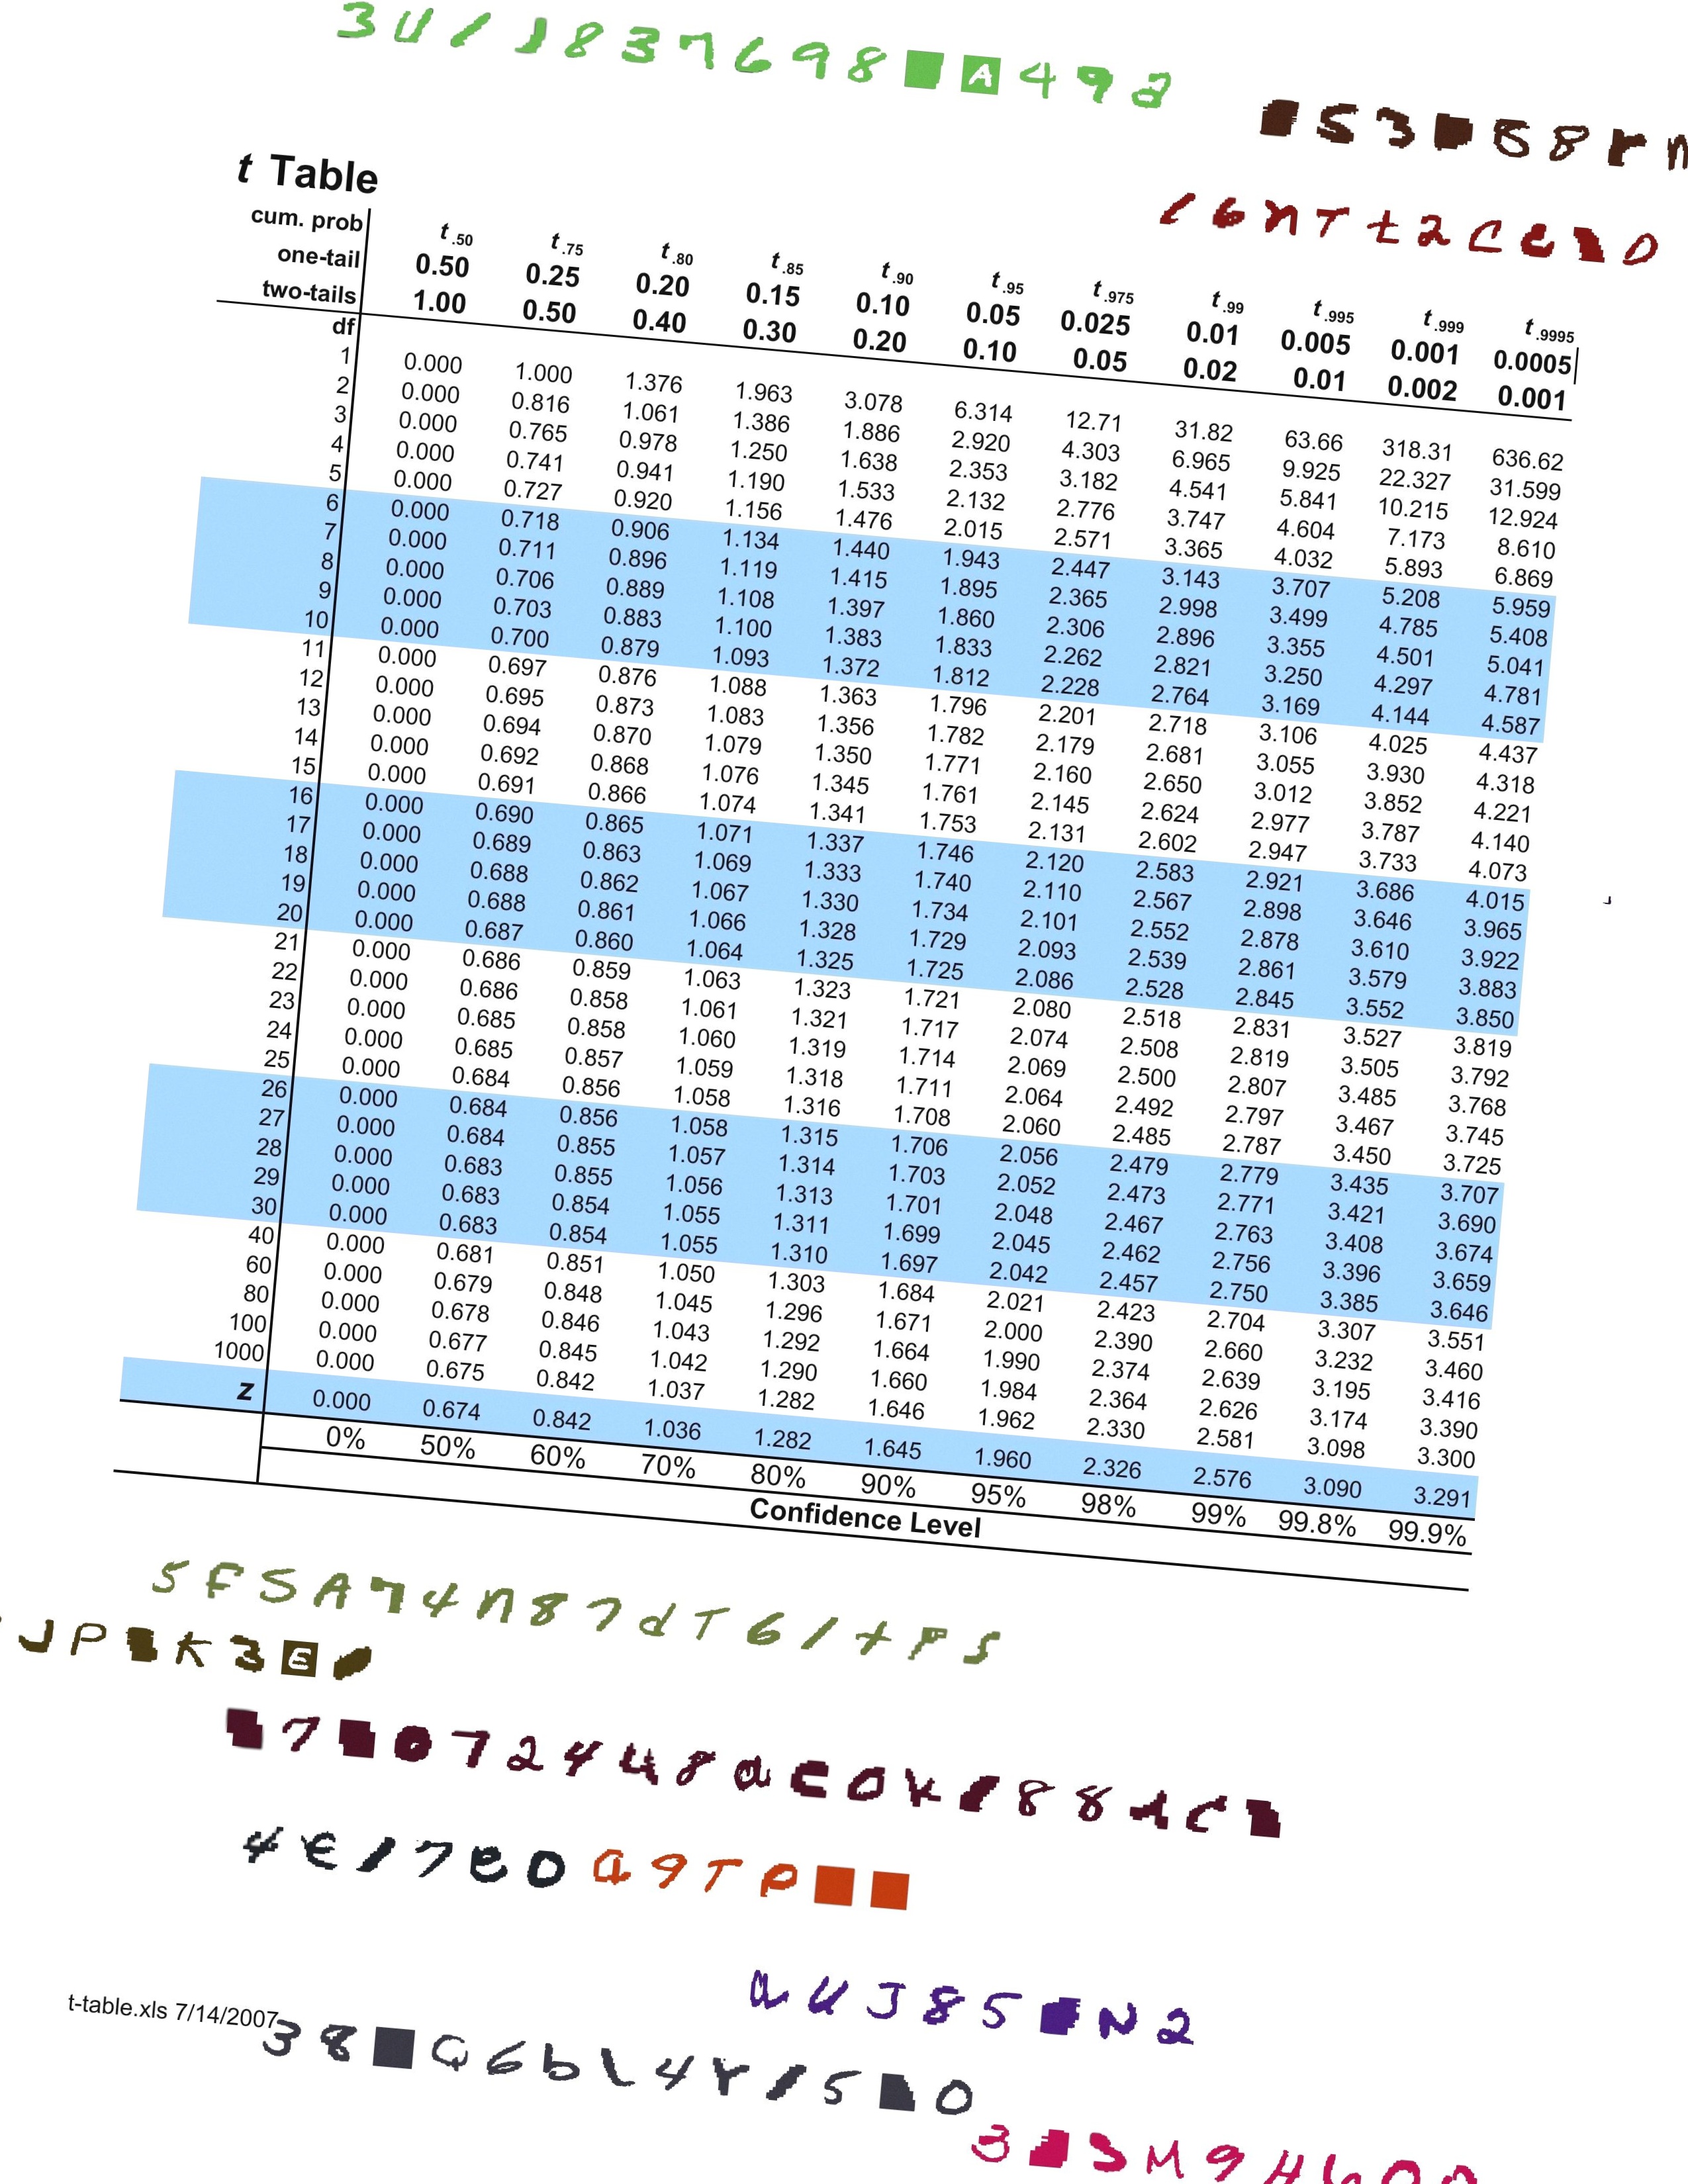 t Table
cum. prob t.50 t.75 t.80 t.85 t.90 t.95 t.975 t.99 t.995 t.999 t.9995
one-tail 0.50 0.25 0.20 0.15 0.10 0.05 0.025 0.01 0.005 0.001 0.0005
two-tails 1.00 0.50 0.40 0.30 0.20 0.10 0.05 0.02 0.01 0.002 0.001
df
1 0.000 1.000 1.376 1.963 3.078 6.314 12.71 31.82 63.66 318.31 636.62
2 0.000 0.816 1.061 1.386 1.886 2.920 4.303 6.965 9.925 22.327 31.599
3 0.000 0.765 0.978 1.250 1.638 2.353 3.182 4.541 5.841 10.215 12.924
4 0.000 0.741 0.941 1.190 1.533 2.132 2.776 3.747 4.604 7.173 8.610
5 0.000 0.727 0.920 1.156 1.476 2.015 2.571 3.365 4.032 5.893 6.869
6 0.000 0.718 0.906 1.134 1.440 1.943 2.447 3.143 3.707 5.208 5.959
7 0.000 0.711 0.896 1.119 1.415 1.895 2.365 2.998 3.499 4.785 5.408
8 0.000 0.706 0.889 1.108 1.397 1.860 2.306 2.896 3.355 4.501 5.041
9 0.000 0.703 0.883 1.100 1.383 1.833 2.262 2.821 3.250 4.297 4.781
10 0.000 0.700 0.879 1.093 1.372 1.812 2.228 2.764 3.169 4.144 4.587
11 0.000 0.697 0.876 1.088 1.363 1.796 2.201 2.718 3.106 4.025 4.437
12 0.000 0.695 0.873 1.083 1.356 1.782 2.179 2.681 3.055 3.930 4.318
13 0.000 0.694 0.870 1.079 1.350 1.771 2.160 2.650 3.012 3.852 4.221
14 0.000 0.692 0.868 1.076 1.345 1.761 2.145 2.624 2.977 3.787 4.140
15 0.000 0.691 0.866 1.074 1.341 1.753 2.131 2.602 2.947 3.733 4.073
16 0.000 0.690 0.865 1.071 1.337 1.746 2.120 2.583 2.921 3.686 4.015
17 0.000 0.689 0.863 1.069 1.333 1.740 2.110 2.567 2.898 3.646 3.965
18 0.000 0.688 0.862 1.067 1.330 1.734 2.101 2.552 2.878 3.610 3.922
19 0.000 0.688 0.861 1.066 1.328 1.729 2.093 2.539 2.861 3.579 3.883
20 0.000 0.687 0.860 1.064 1.325 1.725 2.086 2.528 2.845 3.552 3.850
21 0.000 0.686 0.859 1.063 1.323 1.721 2.080 2.518 2.831 3.527 3.819
22 0.000 0.686 0.858 1.061 1.321 1.717 2.074 2.508 2.819 3.505 3.792
23 0.000 0.685 0.858 1.060 1.319 1.714 2.069 2.500 2.807 3.485 3.768
24 0.000 0.685 0.857 1.059 1.318 1.711 2.064 2.492 2.797 3.467 3.745
25 0.000 0.684 0.856 1.058 1.316 1.708 2.060 2.485 2.787 3.450 3.725
26 0.000 0.684 0.856 1.058 1.315 1.706 2.056 2.479 2.779 3.435 3.707
27 0.000 0.684 0.855 1.057 1.314 1.703 2.052 2.473 2.771 3.421 3.690
28 0.000 0.683 0.855 1.056 1.313 1.701 2.048 2.467 2.763 3.408 3.674
29 0.000 0.683 0.854 1.055 1.311 1.699 2.045 2.462 2.756 3.396 3.659
30 0.000 0.683 0.854 1.055 1.310 1.697 2.042 2.457 2.750 3.385 3.646
40 0.000 0.681 0.851 1.050 1.303 1.684 2.021 2.423 2.704 3.307 3.551
60 0.000 0.679 0.848 1.045 1.296 1.671 2.000 2.390 2.660 3.232 3.460
80 0.000 0.678 0.846 1.043 1.292 1.664 1.990 2.374 2.639 3.195 3.416
100 0.000 0.677 0.845 1.042 1.290 1.660 1.984 2.364 2.626 3.174 3.390
1000 0.000 0.675 0.842 1.037 1.282 1.646 1.962 2.330 2.581 3.098 3.300
z 0.000 0.674 0.842 1.036 1.282 1.645 1.960 2.326 2.576 3.090 3.291
0% 50% 60% 70% 80% 90% 95% 98% 99% 99.8% 99.9%
Confidence Level
t-table.xls 7/14/2007